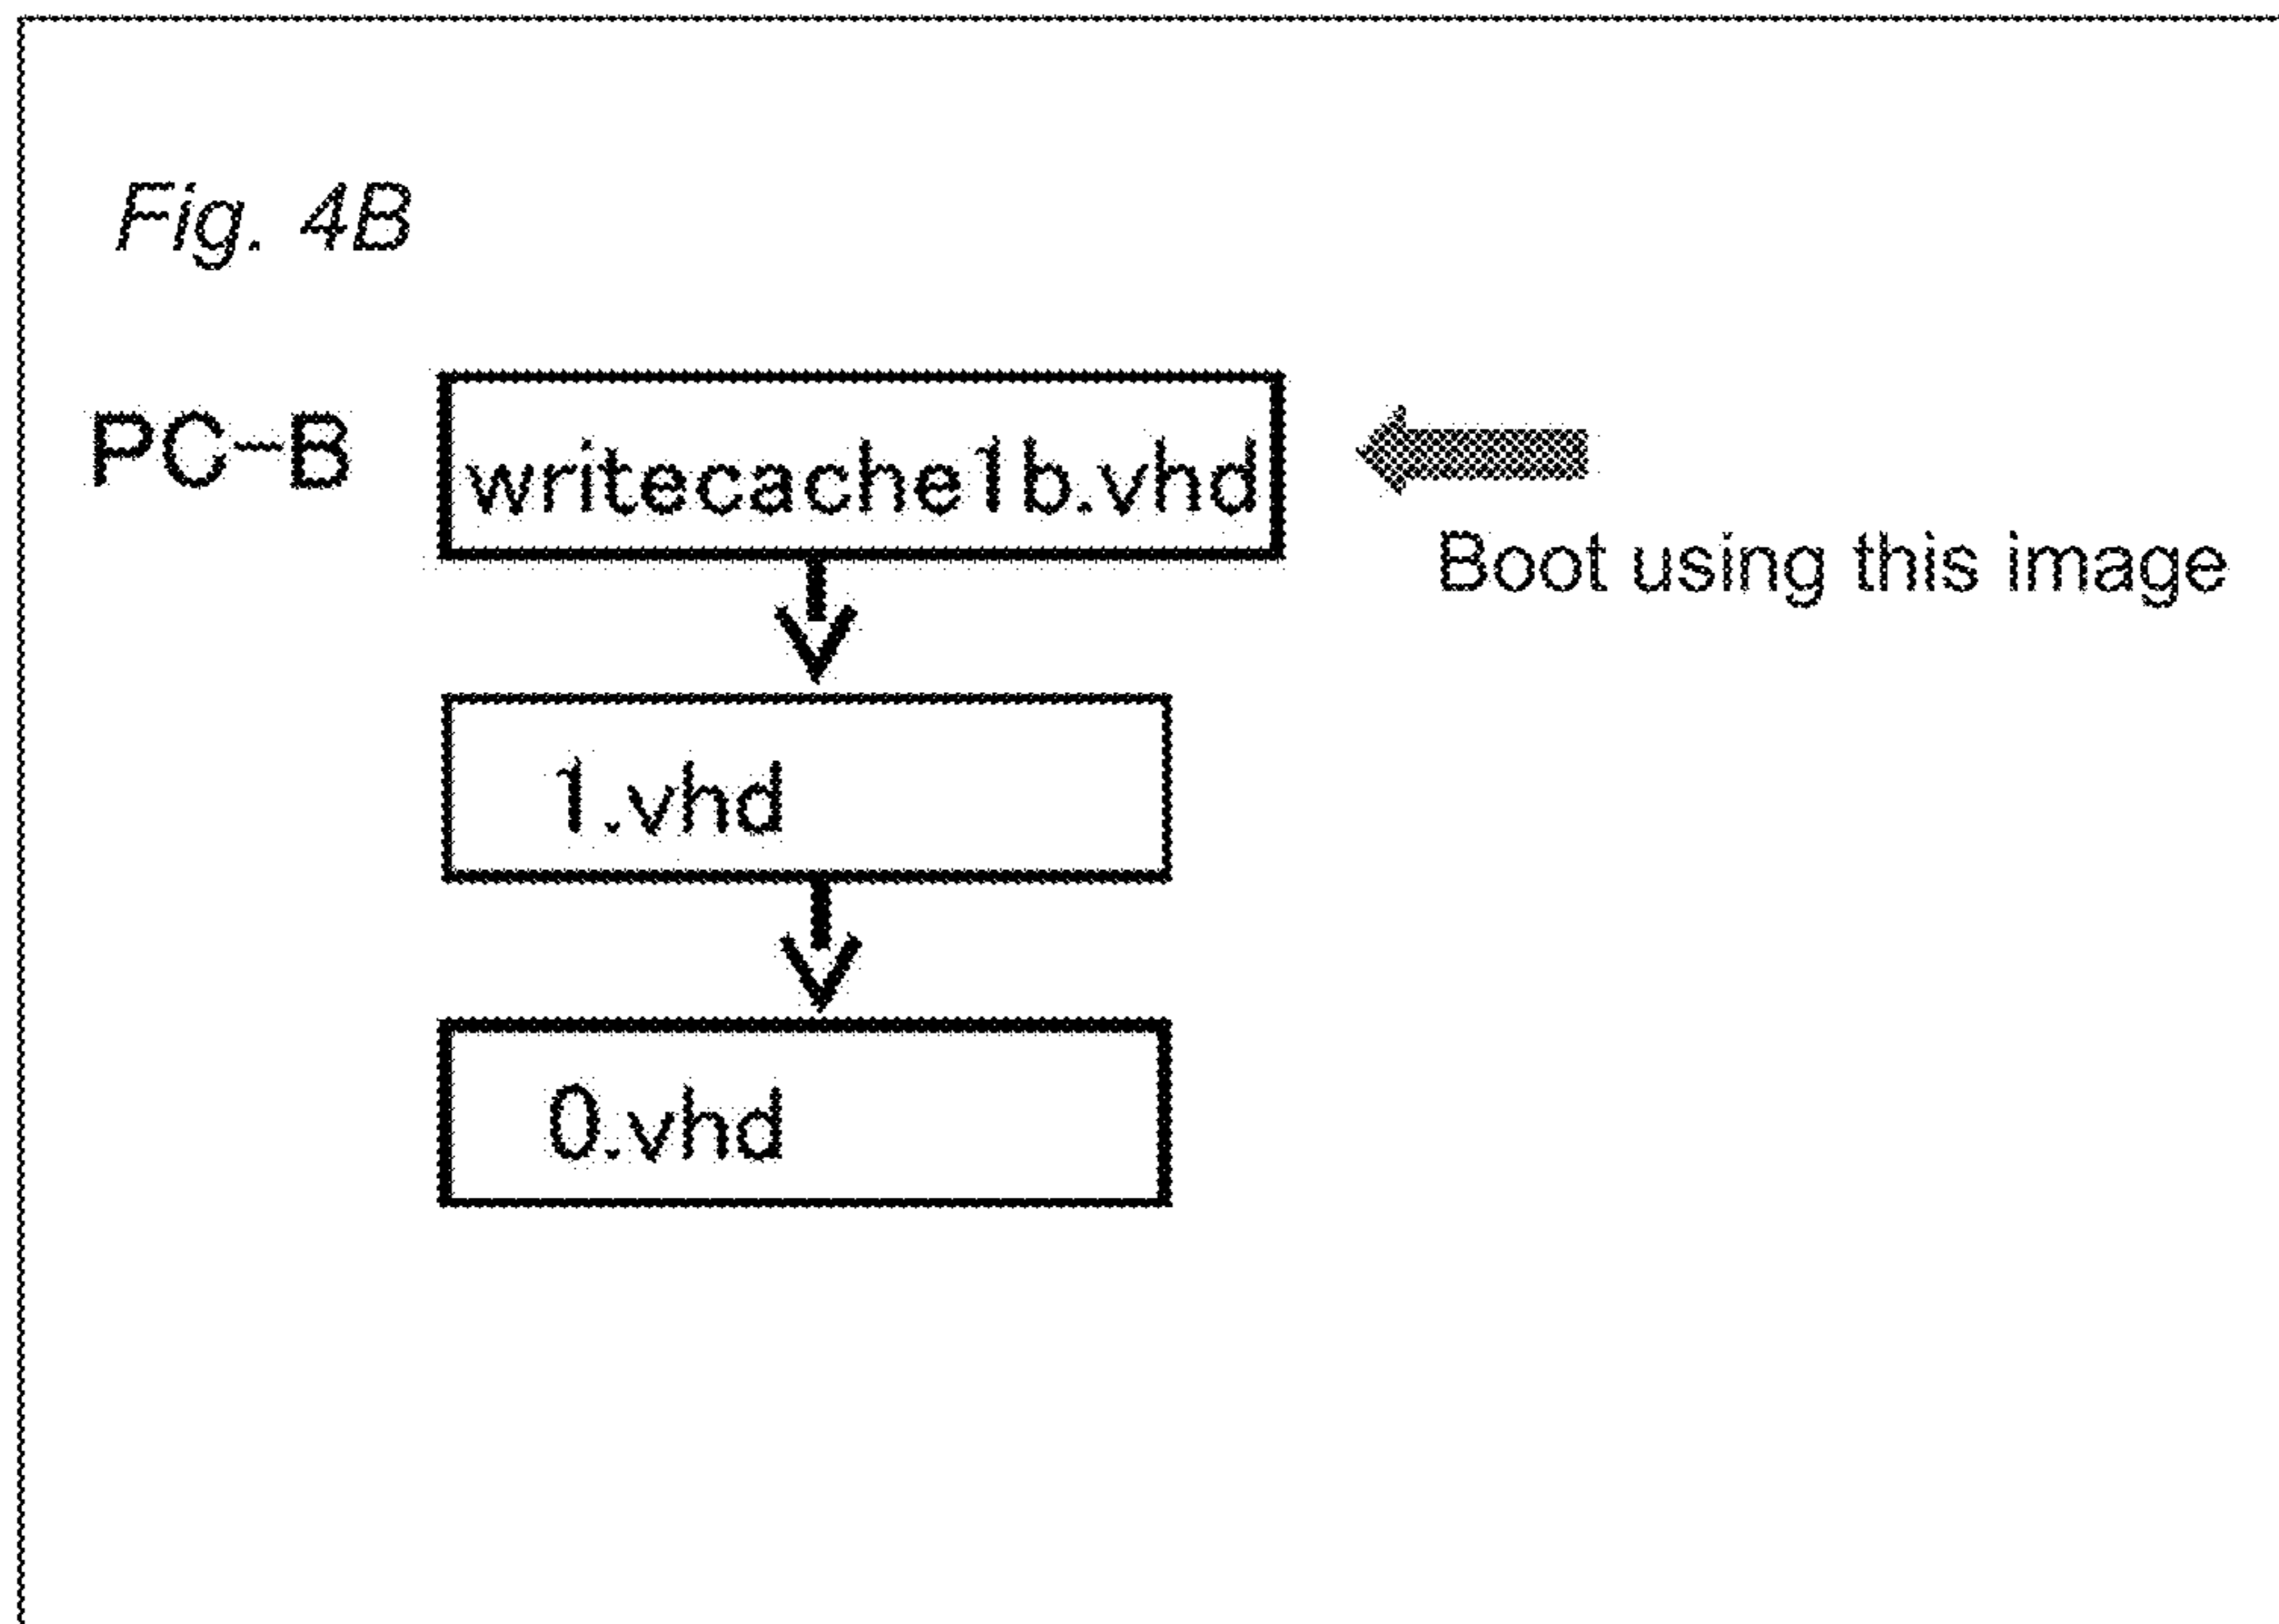 Fig. 4B
PC-B
writecache1b.vhd
Boot using this image
1.vhd
0.vhd